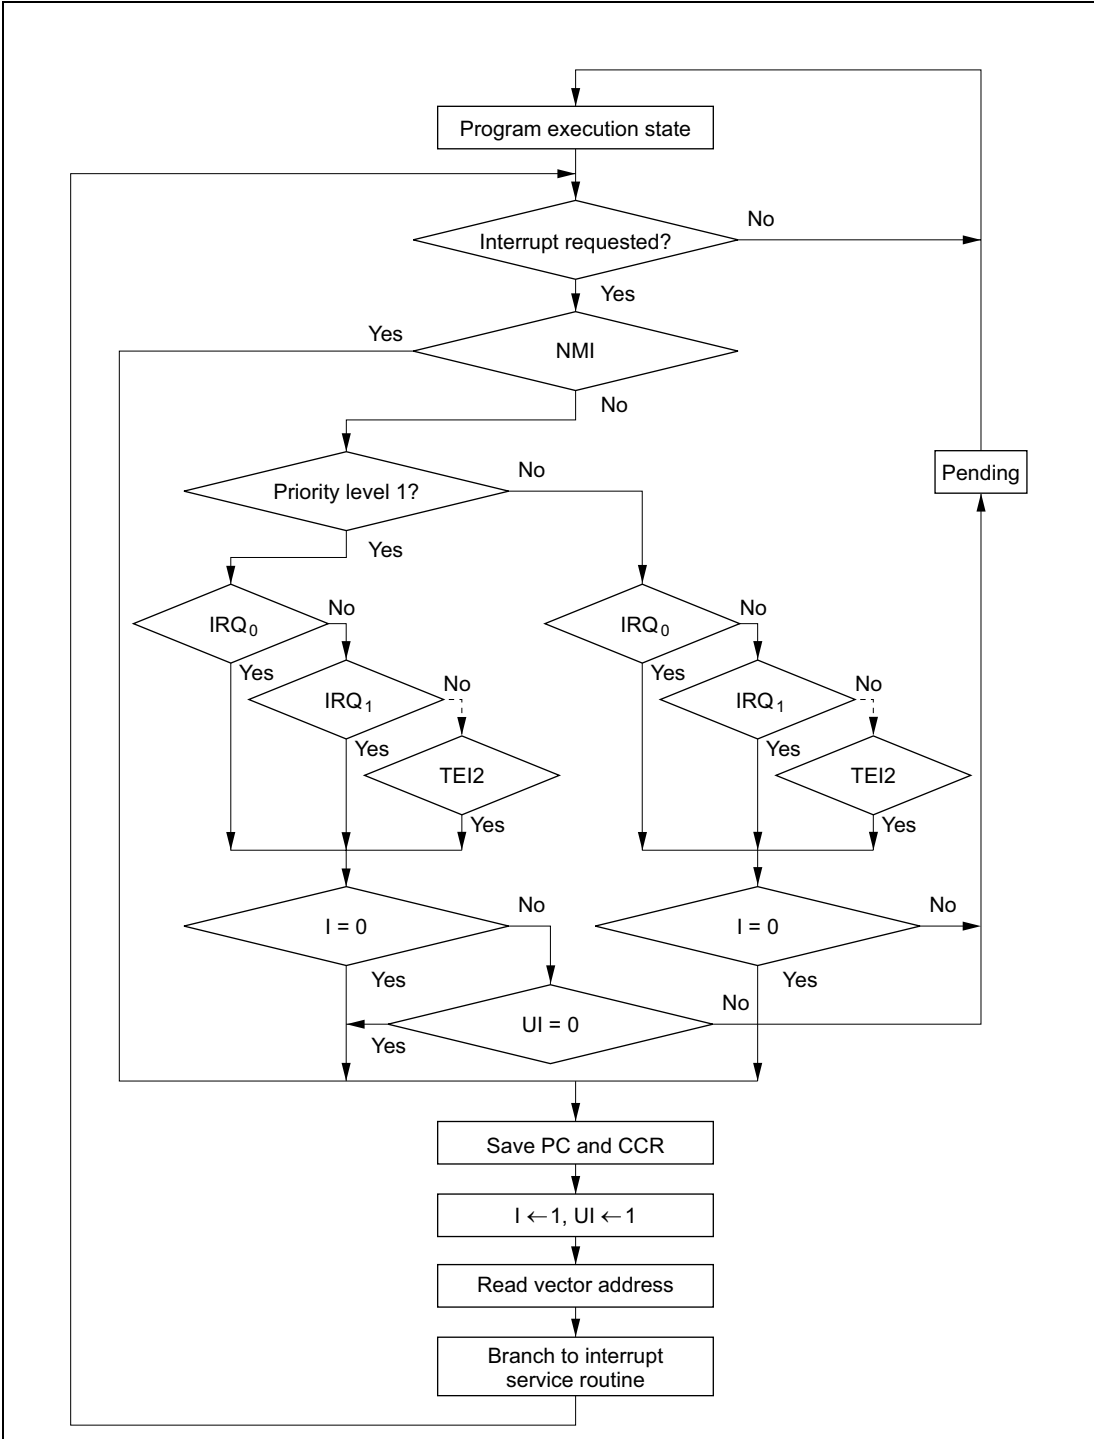 Program execution state
No
Interrupt requested?
Yes
Yes
NMI
No
No
Priority level 1?
Pending
Yes
No
No
IRQ0
IRQ0
Yes
No
Yes
No
IRQ1
IRQ1
Yes
Yes
TEI2
TEI2
Yes
Yes
No
No
I = 0
I = 0
Yes
Yes
No
UI = 0
Yes
Save PC and CCR
I ← 1, UI ← 1
Read vector address
Branch to interrupt
service routine